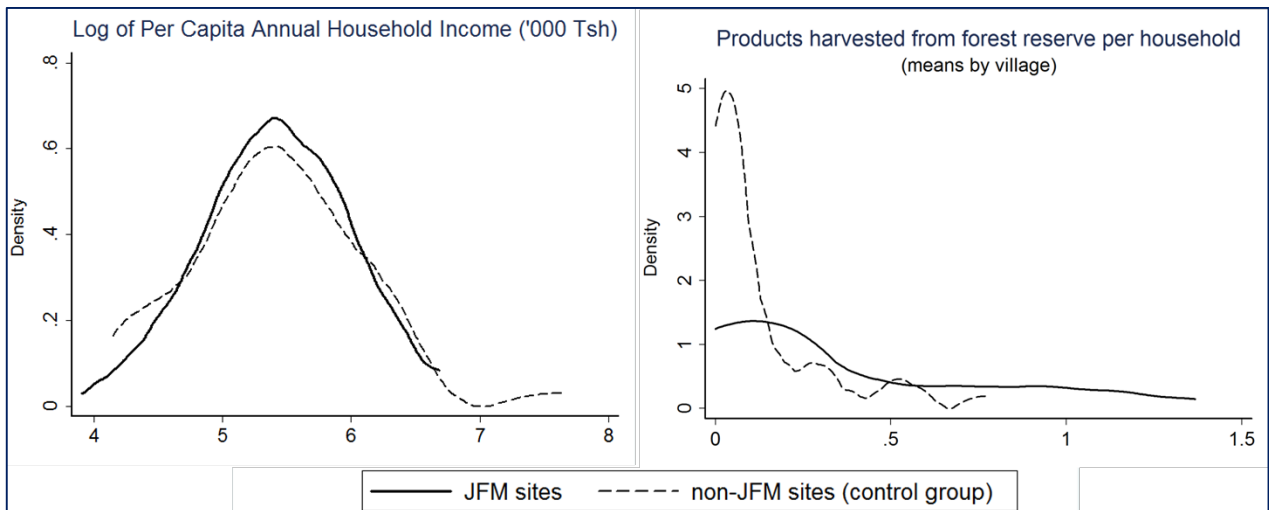 Log of Per Capita Annual Household Income ('000 Tsh)
.8
.6
.4
.2
0
Density
4 5 6 7 8
Products harvested from forest reserve per household
(means by village)
5
4
3
2
1
0
Density
0 .5 1 1.5
JFM sites non-JFM sites (control group)